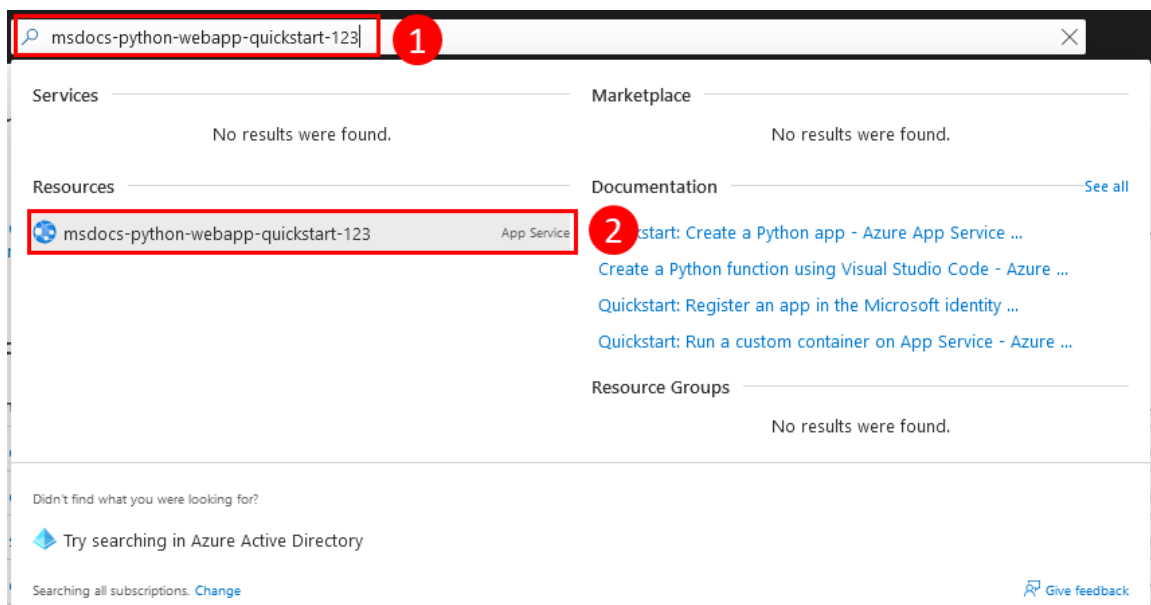 msdocs-python-webapp-quickstart-123
1
Services
No results were found.
Marketplace
No results were found.
Resources
msdocs-python-webapp-quickstart-123 App Service
2
Documentation See all
start: Create a Python app - Azure App Service ...
Create a Python function using Visual Studio Code - Azure ...
Quickstart: Register an app in the Microsoft identity ...
Quickstart: Run a custom container on App Service - Azure ...
Resource Groups
No results were found.
Didn't find what you were looking for?
Try searching in Azure Active Directory
Searching all subscriptions. Change
Give feedback